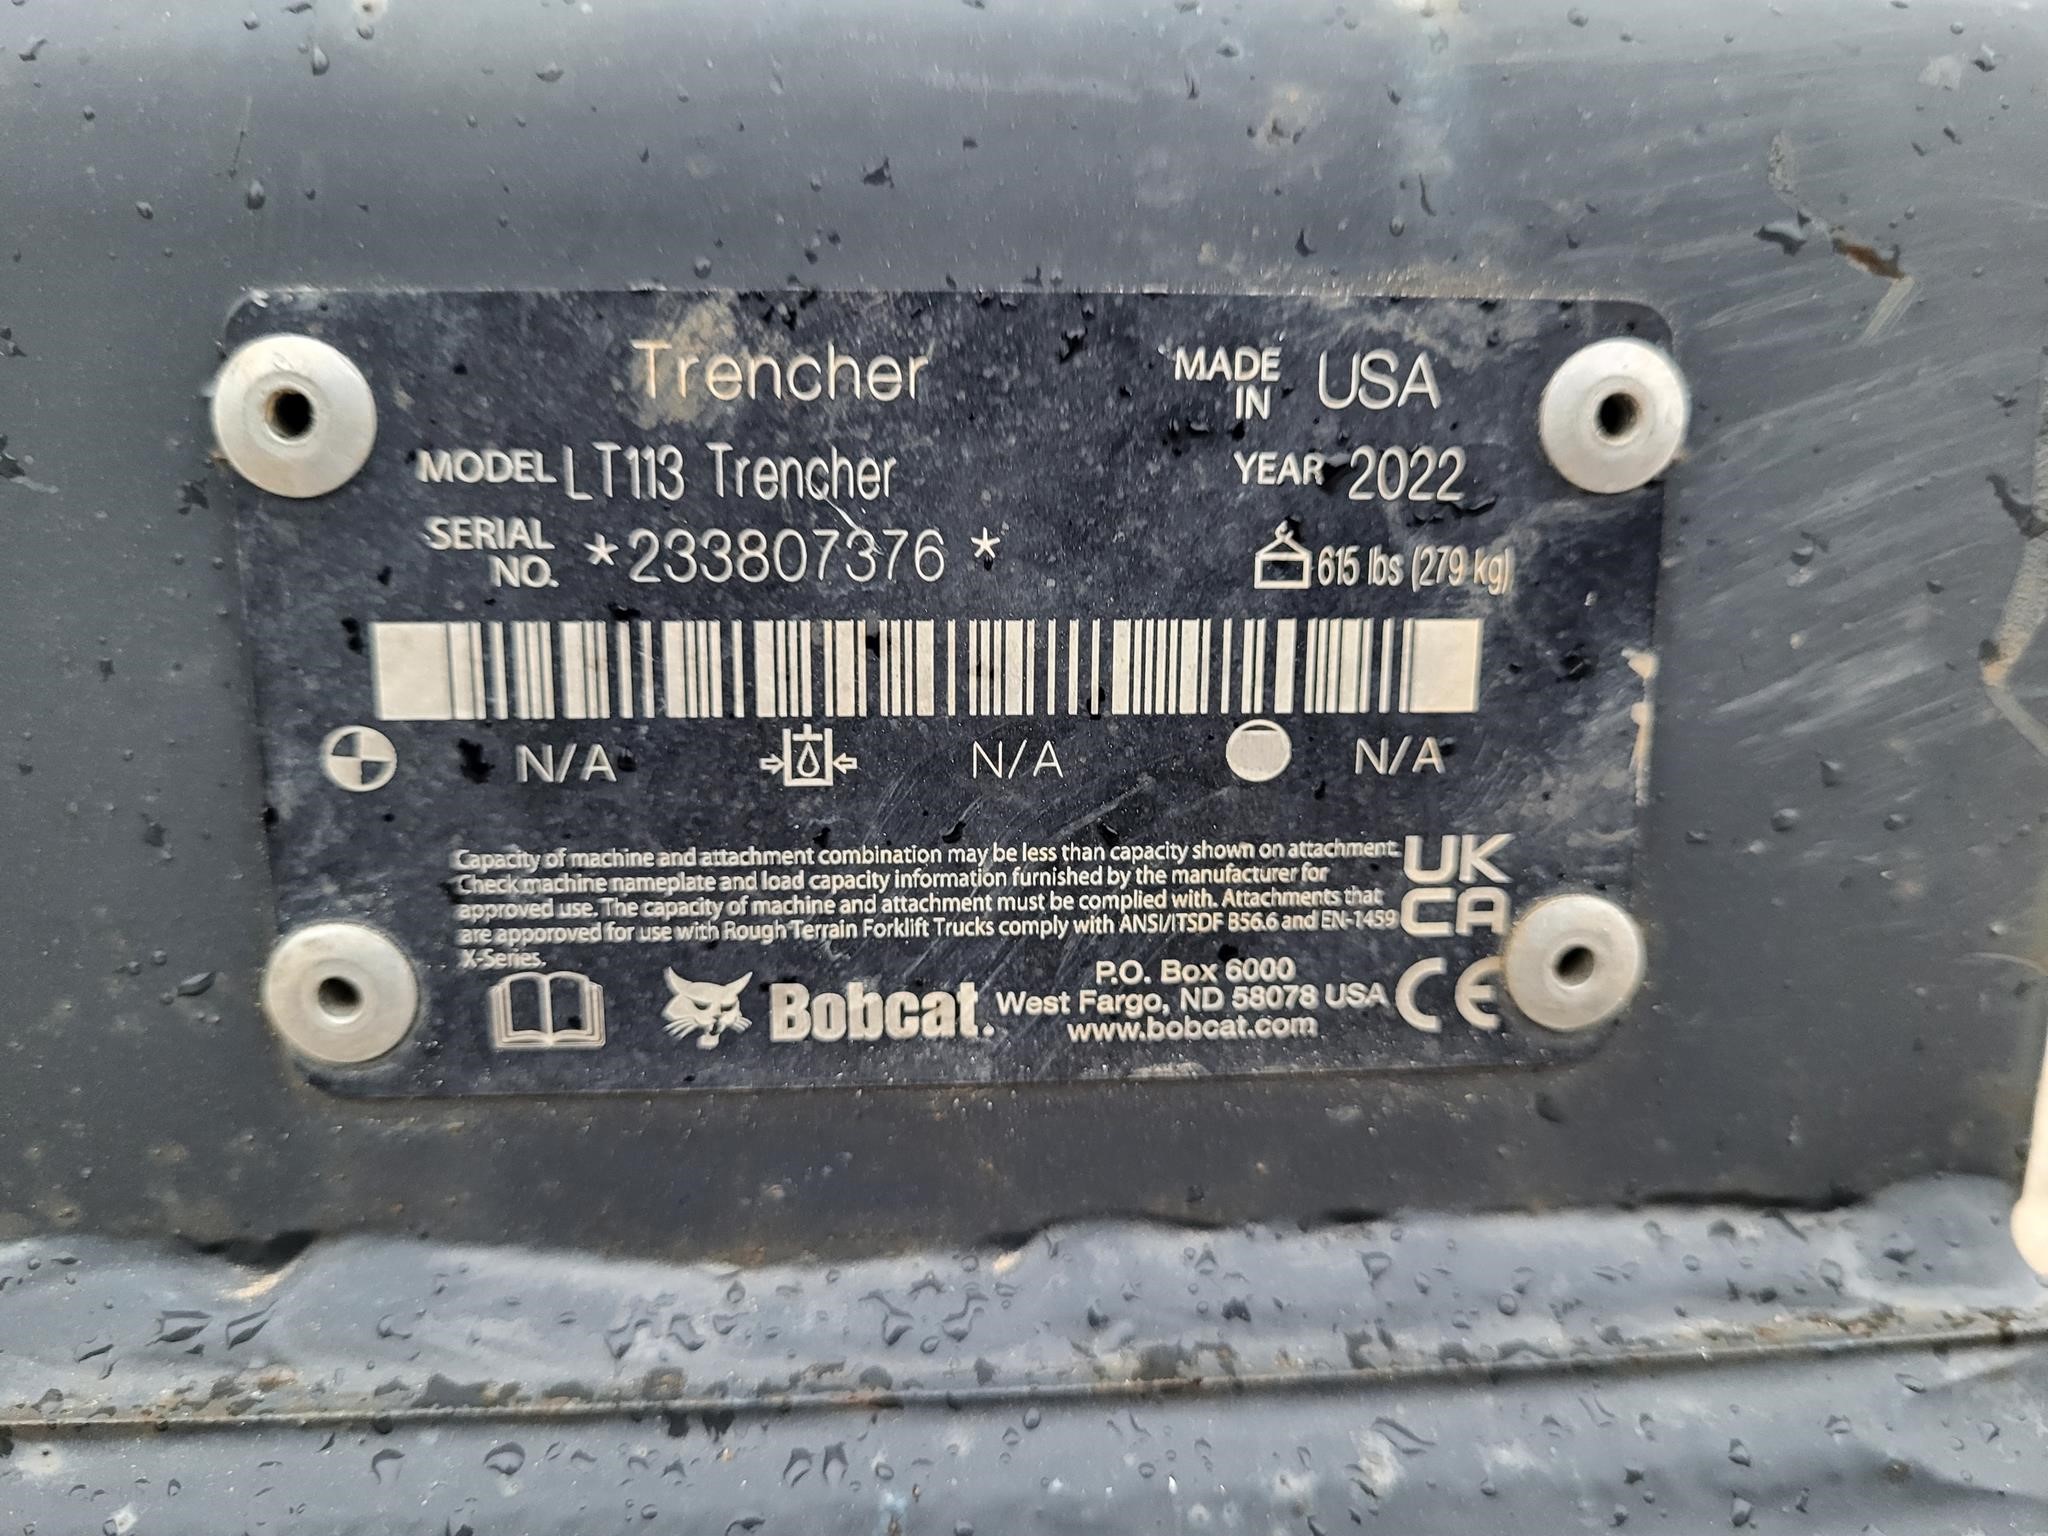 Trencher
MADE IN USA
MODEL LT113 Trencher
YEAR 2022
SERIAL NO. *233807376*
615 lbs (279 kg)
N/A
N/A
N/A
Capacity of machine and attachment combination may be less than capacity shown on attachment.
Check machine nameplate and load capacity information furnished by the manufacturer for
approved use. The capacity of machine and attachment must be complied with. Attachments that
are apporoved for use with Rough Terrain Forklift Trucks comply with ANSI/ITSDF B56.6 and EN-1459
X-Series.
UK
CA
Bobcat.
P.O. Box 6000
West Fargo, ND 58078 USA
www.bobcat.com
CE